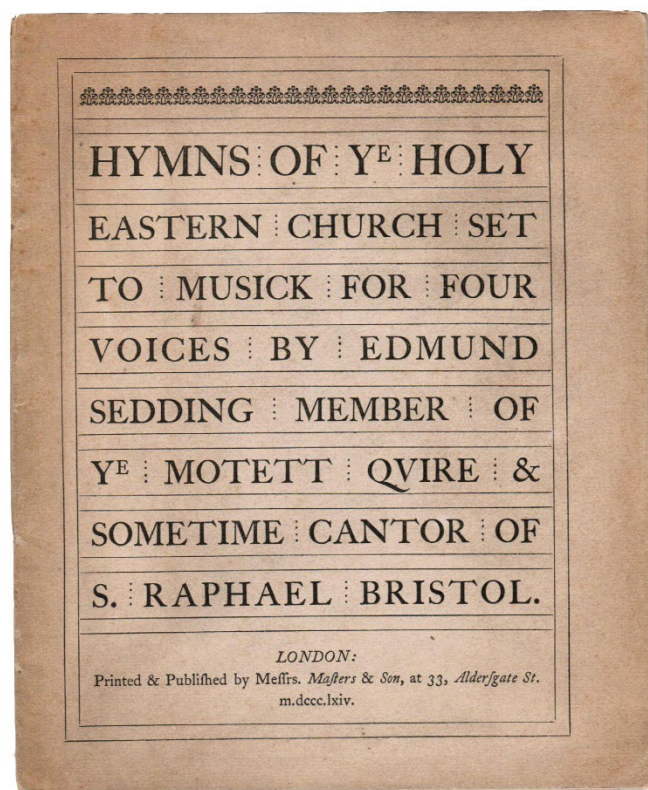 HYMNS ⁝ OF ⁝ Yᴱ ⁝ HOLY
EASTERN ⁝ CHURCH ⁝ SET
TO ⁝ MUSICK ⁝ FOR ⁝ FOUR
VOICES ⁝ BY ⁝ EDMUND
SEDDING ⁝ MEMBER ⁝ OF
Yᴱ ⁝ MOTETT ⁝ QVIRE ⁝ &
SOMETIME ⁝ CANTOR ⁝ OF
S. ⁝ RAPHAEL ⁝ BRISTOL.
LONDON:
Printed & Publiſhed by Meſſrs. Maſters & Son, at 33, Alderſgate St.
m.dccc.lxiv.